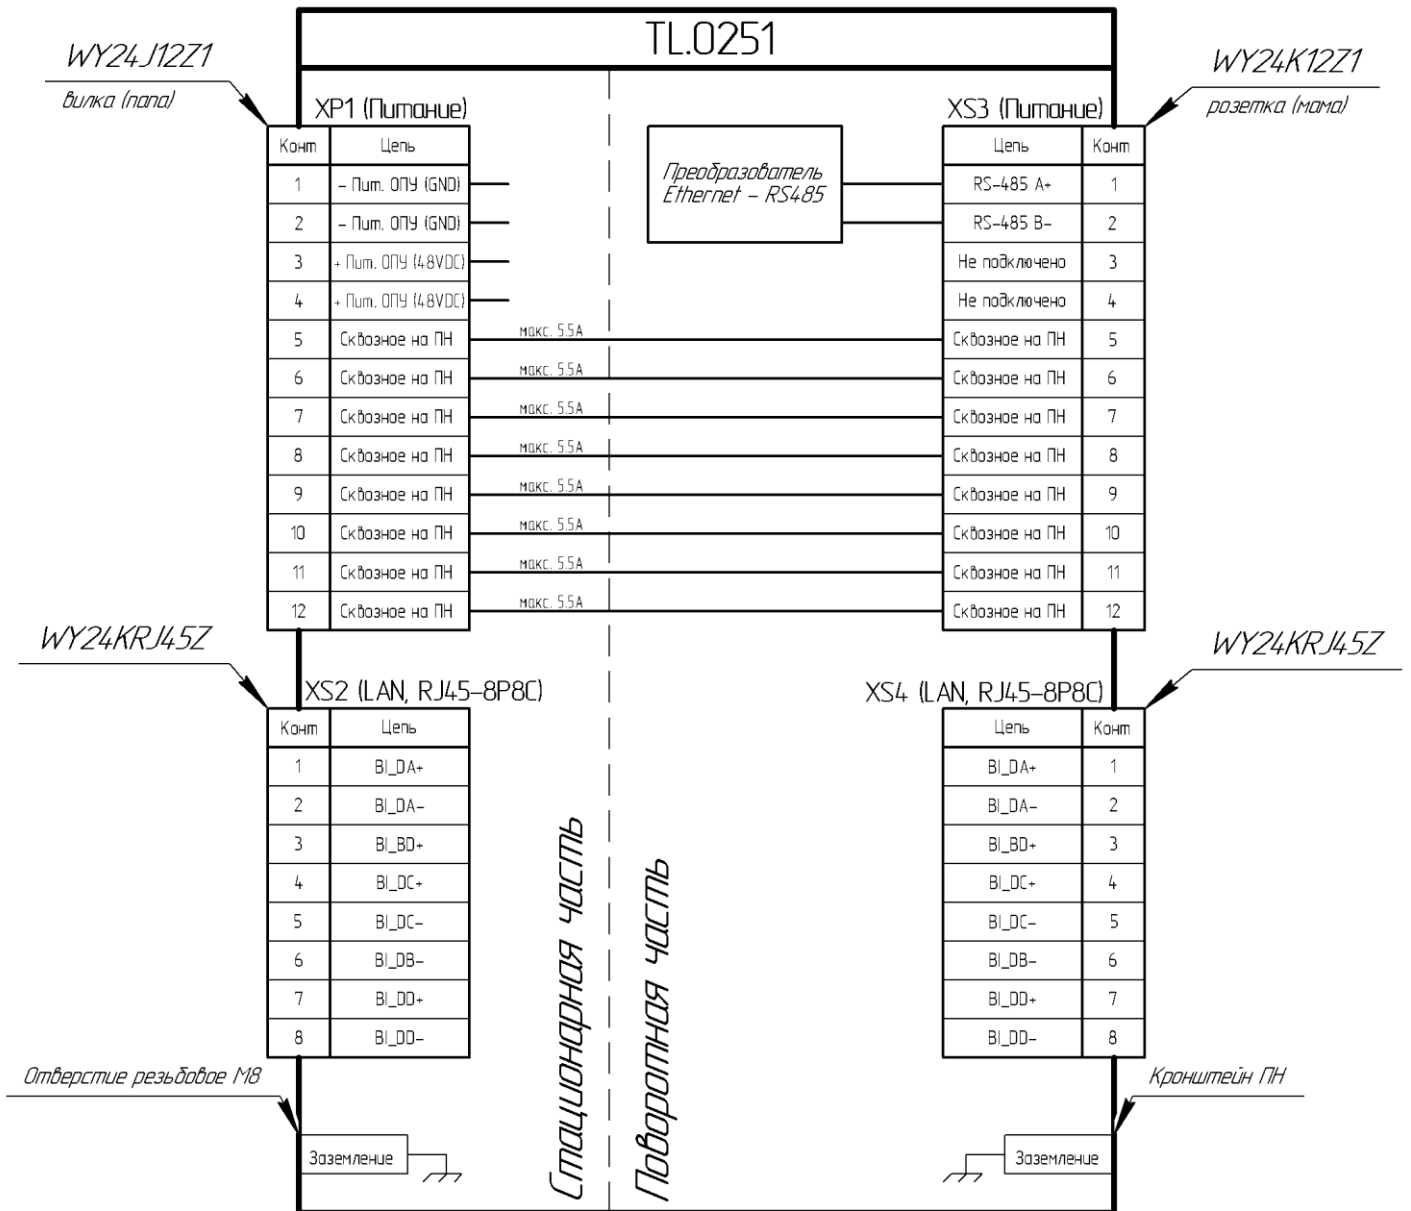 TL.0251
WY24J12Z1
вилка (папа)
WY24K12Z1
розетка (мама)
XP1 (Питание)
Конт Цепь
1 - Пит. ОПУ (GND)
2 - Пит. ОПУ (GND)
3 + Пит. ОПУ (48VDC)
4 + Пит. ОПУ (48VDC)
5 Сквозное на ПН макс. 5.5А
6 Сквозное на ПН макс. 5.5А
7 Сквозное на ПН макс. 5.5А
8 Сквозное на ПН макс. 5.5А
9 Сквозное на ПН макс. 5.5А
10 Сквозное на ПН макс. 5.5А
11 Сквозное на ПН макс. 5.5А
12 Сквозное на ПН макс. 5.5А
Преобразователь
Ethernet - RS485
XS3 (Питание)
Цепь Конт
RS-485 A+ 1
RS-485 B- 2
Не подключено 3
Не подключено 4
Сквозное на ПН 5
Сквозное на ПН 6
Сквозное на ПН 7
Сквозное на ПН 8
Сквозное на ПН 9
Сквозное на ПН 10
Сквозное на ПН 11
Сквозное на ПН 12
WY24KRJ45Z
XS2 (LAN, RJ45-8P8C)
Конт Цепь
1 BI_DA+
2 BI_DA-
3 BI_BD+
4 BI_DC+
5 BI_DC-
6 BI_DB-
7 BI_DD+
8 BI_DD-
WY24KRJ45Z
XS4 (LAN, RJ45-8P8C)
Цепь Конт
BI_DA+ 1
BI_DA- 2
BI_BD+ 3
BI_DC+ 4
BI_DC- 5
BI_DB- 6
BI_DD+ 7
BI_DD- 8
Стационарная часть
Поворотная часть
Отверстие резьбовое М8
Заземление
Кронштейн ПН
Заземление